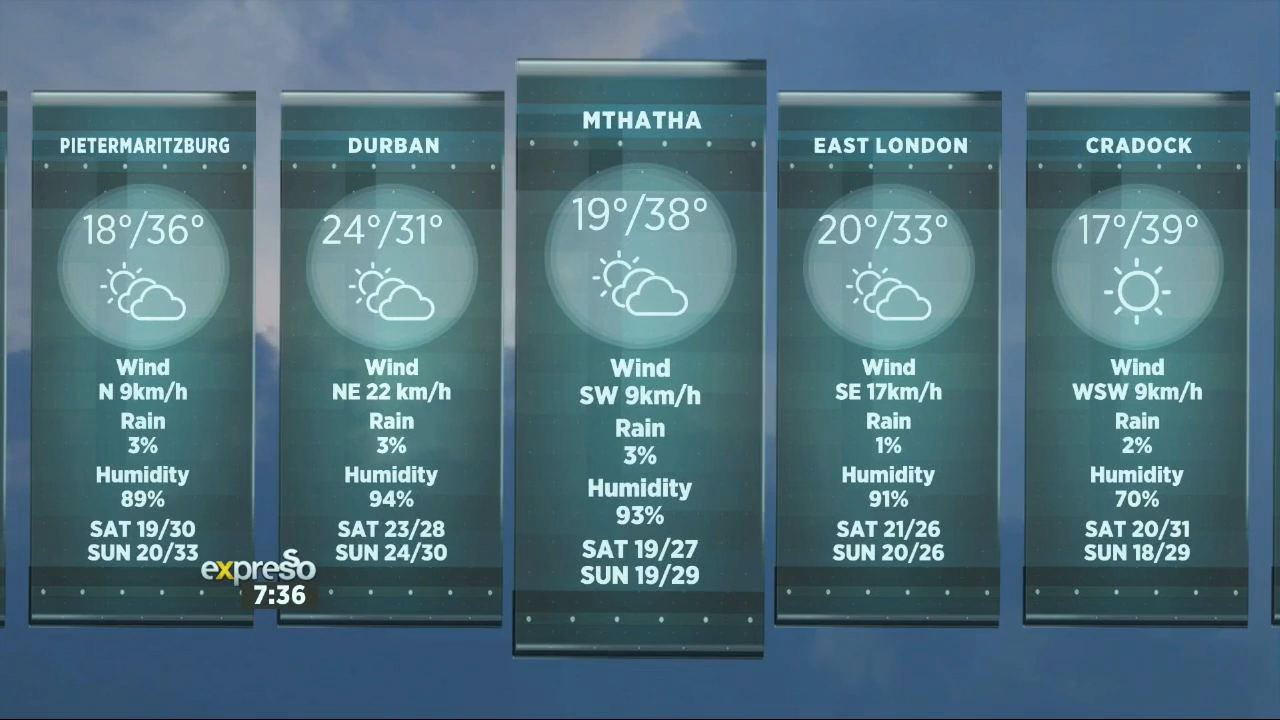 PIETERMARITZBURG
18°/36°
Wind
N 9km/h
Rain
3%
Humidity
89%
SAT 19/30
SUN 20/33
DURBAN
24°/31°
Wind
NE 22 km/h
Rain
3%
Humidity
94%
SAT 23/28
SUN 24/30
MTHATHA
19°/38°
Wind
SW 9km/h
Rain
3%
Humidity
93%
SAT 19/27
SUN 19/29
EAST LONDON
20°/33°
Wind
SE 17km/h
Rain
1%
Humidity
91%
SAT 21/26
SUN 20/26
CRADOCK
17°/39°
Wind
WSW 9km/h
Rain
2%
Humidity
70%
SAT 20/31
SUN 18/29
expresso
7:36